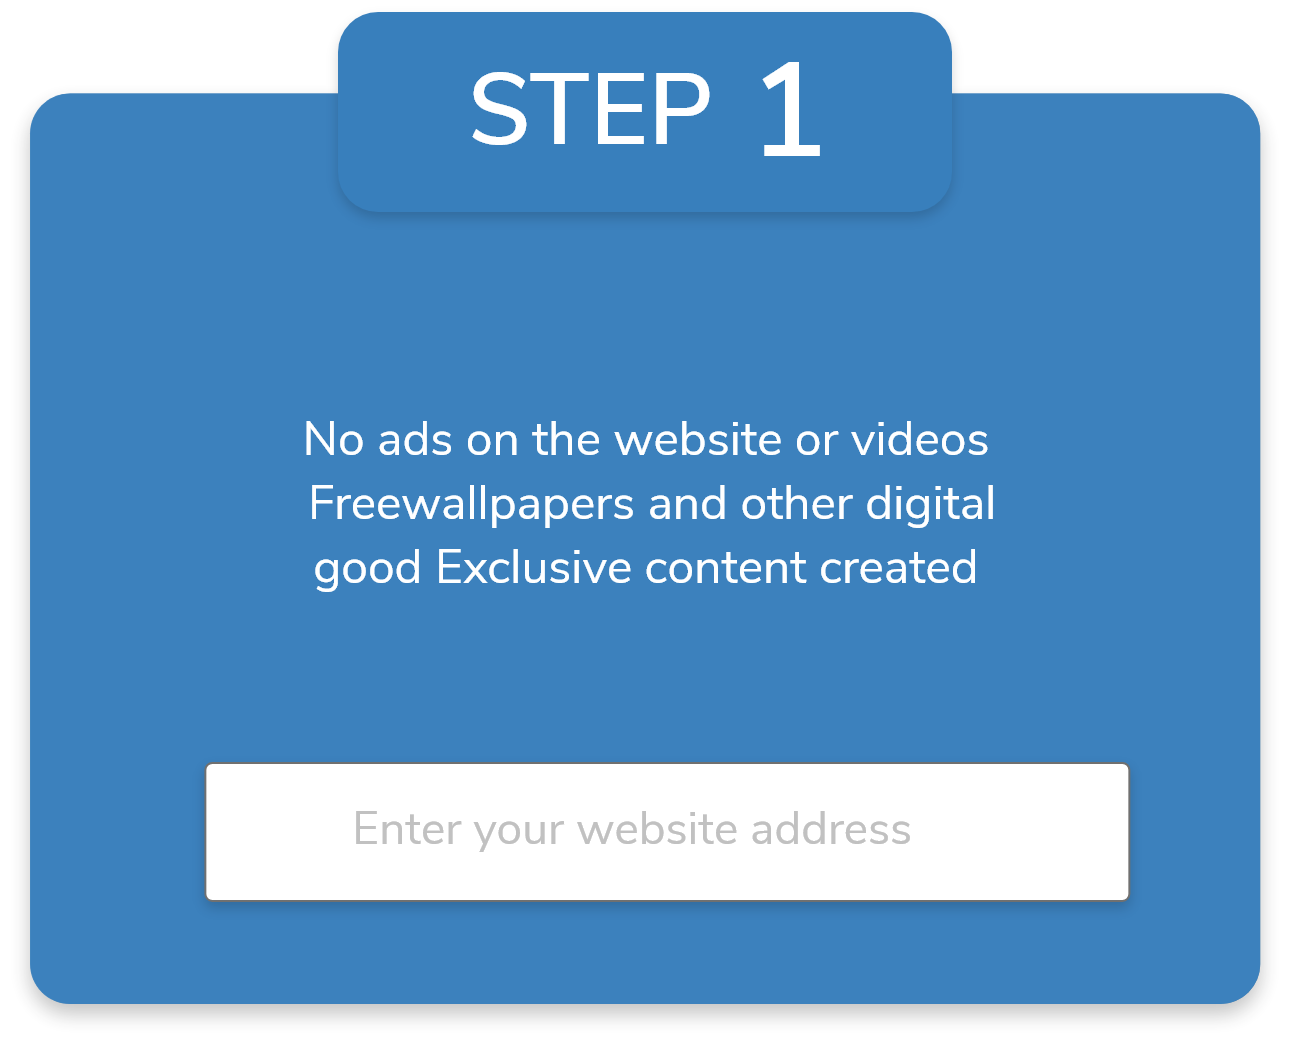 STEP 1
No ads on the website or videos
Freewallpapers and other digital
good Exclusive content created
Enter your website address